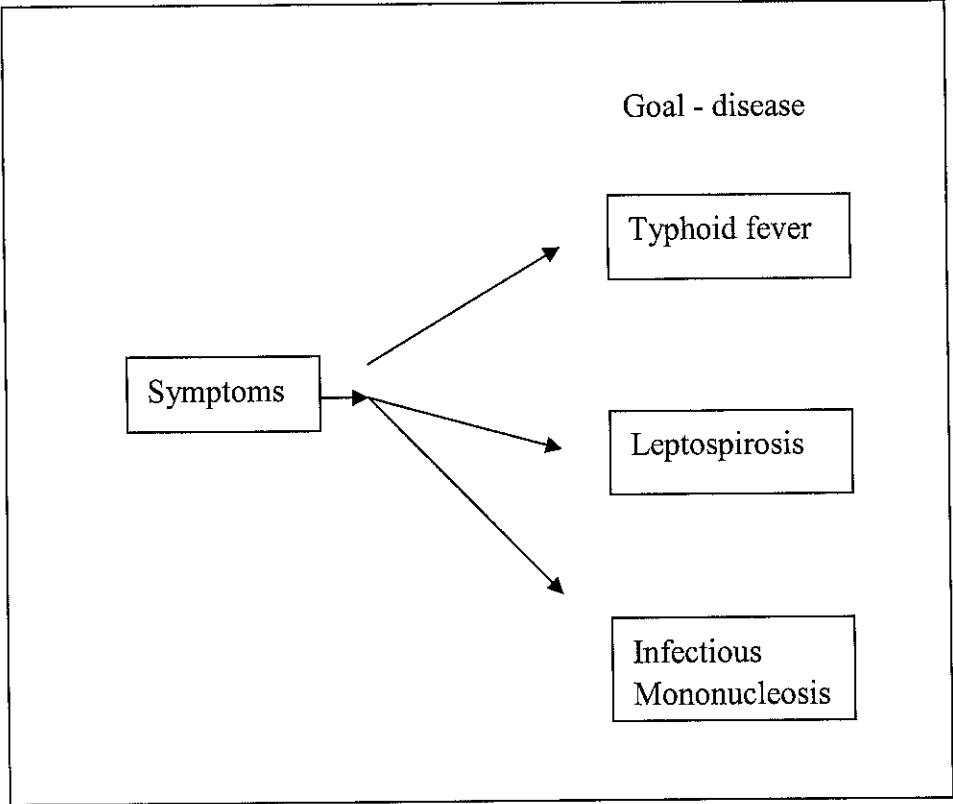 Goal - disease
Typhoid fever
Symptoms
Leptospirosis
Infectious
Mononucleosis